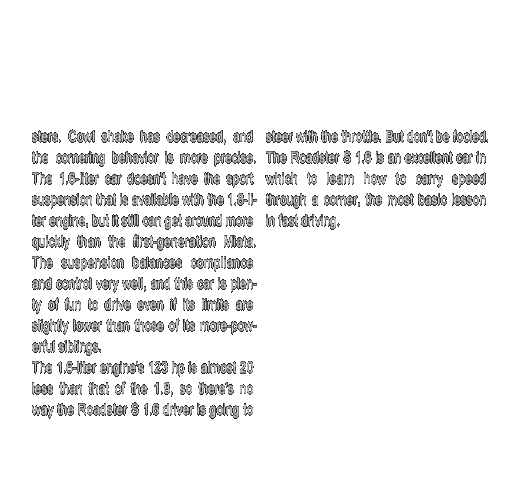 sters. Cowl shake has decreased, and
the cornering behavior is more precise.
The 1.6-liter car doesn't have the sport
suspension that is available with the 1.8-li-
ter engine, but it still can get around more
quickly than the first-generation Miata.
The suspension balances compliance
and control very well, and this car is plen-
ty of fun to drive even if its limits are
slightly lower than those of its more-pow-
erful siblings.
The 1.6-liter engine's 123 hp is almost 20
less than that of the 1.8, so there's no
way the Roadster S 1.6 driver is going to
steer with the throttle. But don't be fooled.
The Roadster S 1.6 is an excellent car in
which to learn how to carry speed
through a corner, the most basic lesson
in fast driving.